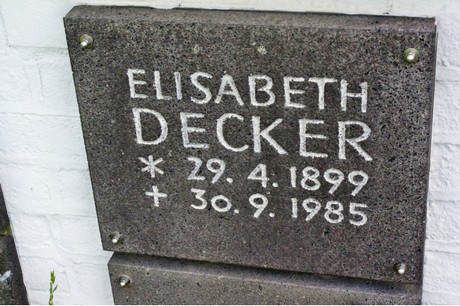 ELISABETH
DECKER
* 29. 4. 1899
+ 30. 9. 1985